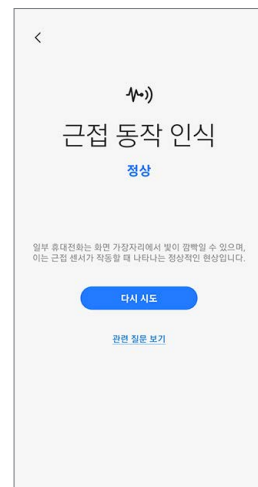 근접 동작 인식
정상
일부 휴대전화는 화면 가장자리에서 빛이 깜빡일 수 있으며,
이는 근접 센서가 작동할 때 나타나는 정상적인 현상입니다.
다시 시도
관련 질문 보기